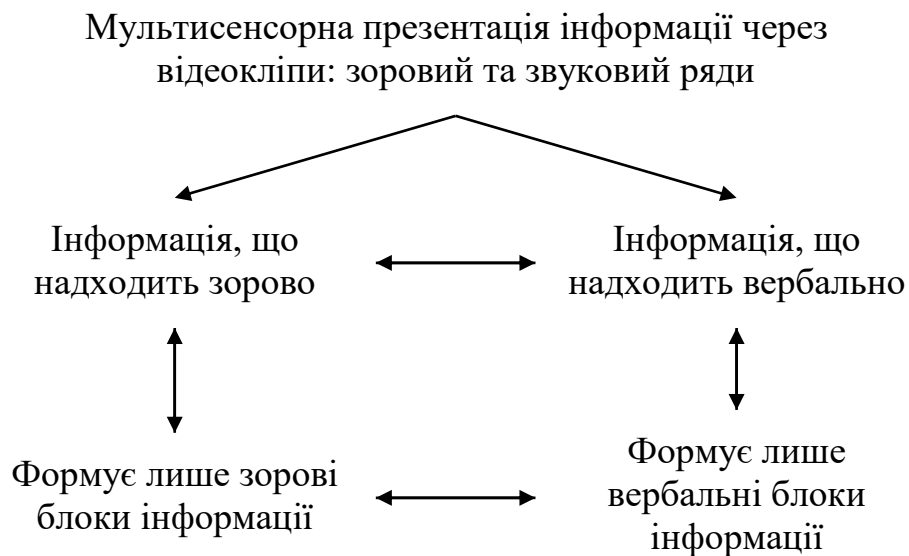 Мультисенсорна презентація інформації через
відеокліпи: зоровий та звуковий ряди
Інформація, що
надходить зорово
Інформація, що
надходить вербально
Формує лише зорові
блоки інформації
Формує лише
вербальні блоки
інформації